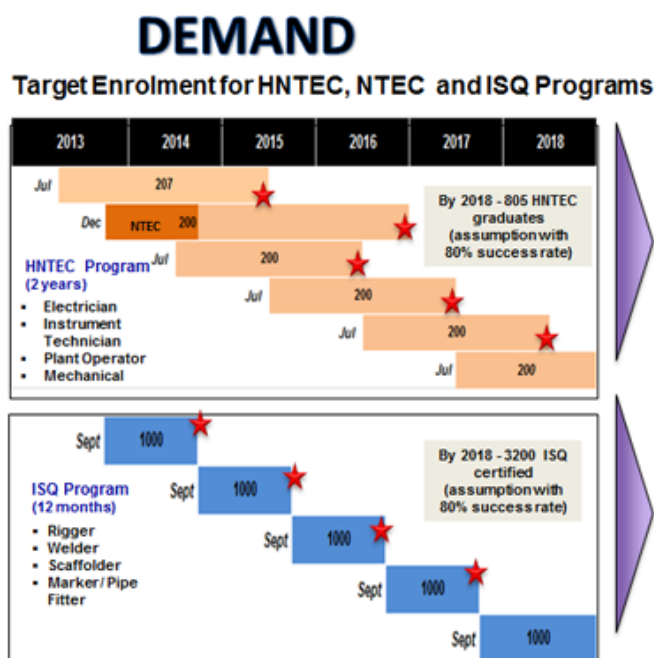 DEMAND
Target Enrolment for HNTEC, NTEC and ISQ Programs
2013 2014 2015 2016 2017 2018
Jul 207
Dec NTEC 200
Jul 200
Jul 200
Jul 200
Jul 200
By 2018 - 805 HNTEC
graduates
(assumption with
80% success rate)
HNTEC Program
(2 years)
▪ Electrician
▪ Instrument
Technician
▪ Plant Operator
▪ Mechanical
Sept 1000
Sept 1000
Sept 1000
Sept 1000
Sept 1000
By 2018 - 3200 ISQ
certified
(assumption with
80% success rate)
ISQ Program
(12 months)
▪ Rigger
▪ Welder
▪ Scaffolder
▪ Marker/ Pipe
Fitter